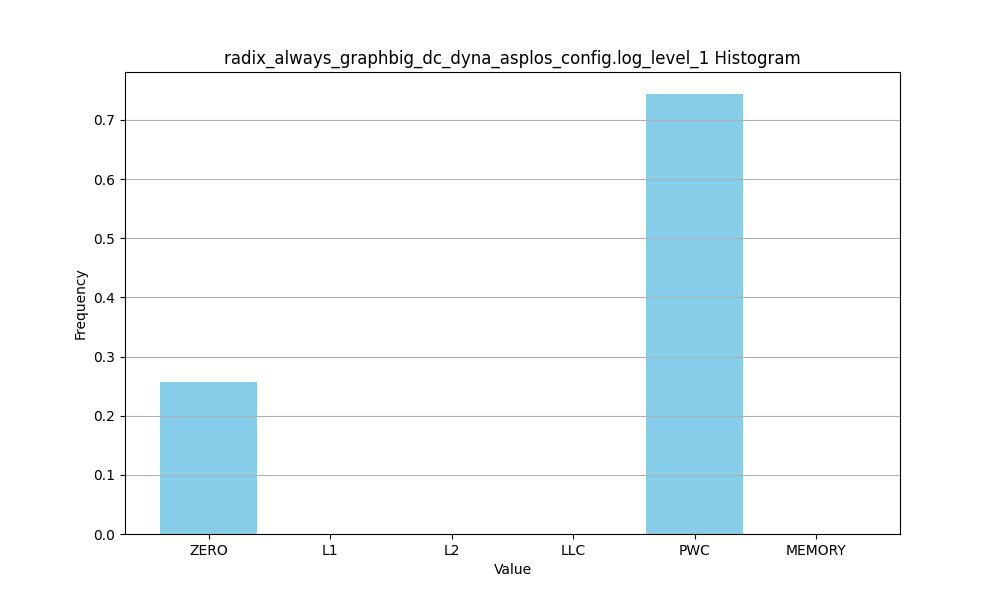 radix_always_graphbig_dc_dyna_asplos_config.log_level_1 Histogram
0.7
0.6
0.5
0.4
0.3
0.2
0.1
0.0
Frequency
ZERO L1 L2 LLC PWC MEMORY
Value